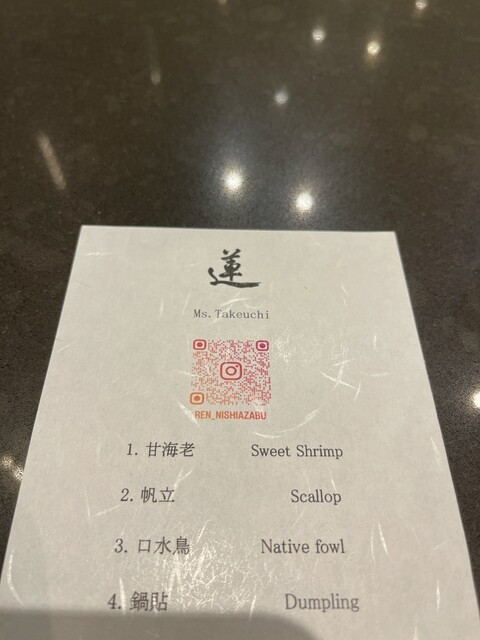 蓮
Ms. Takeuchi
REN_NISHIAZABU
1. 甘海老 Sweet Shrimp
2. 帆立 Scallop
3. 口水鳥 Native fowl
4. 鍋貼 Dumpling